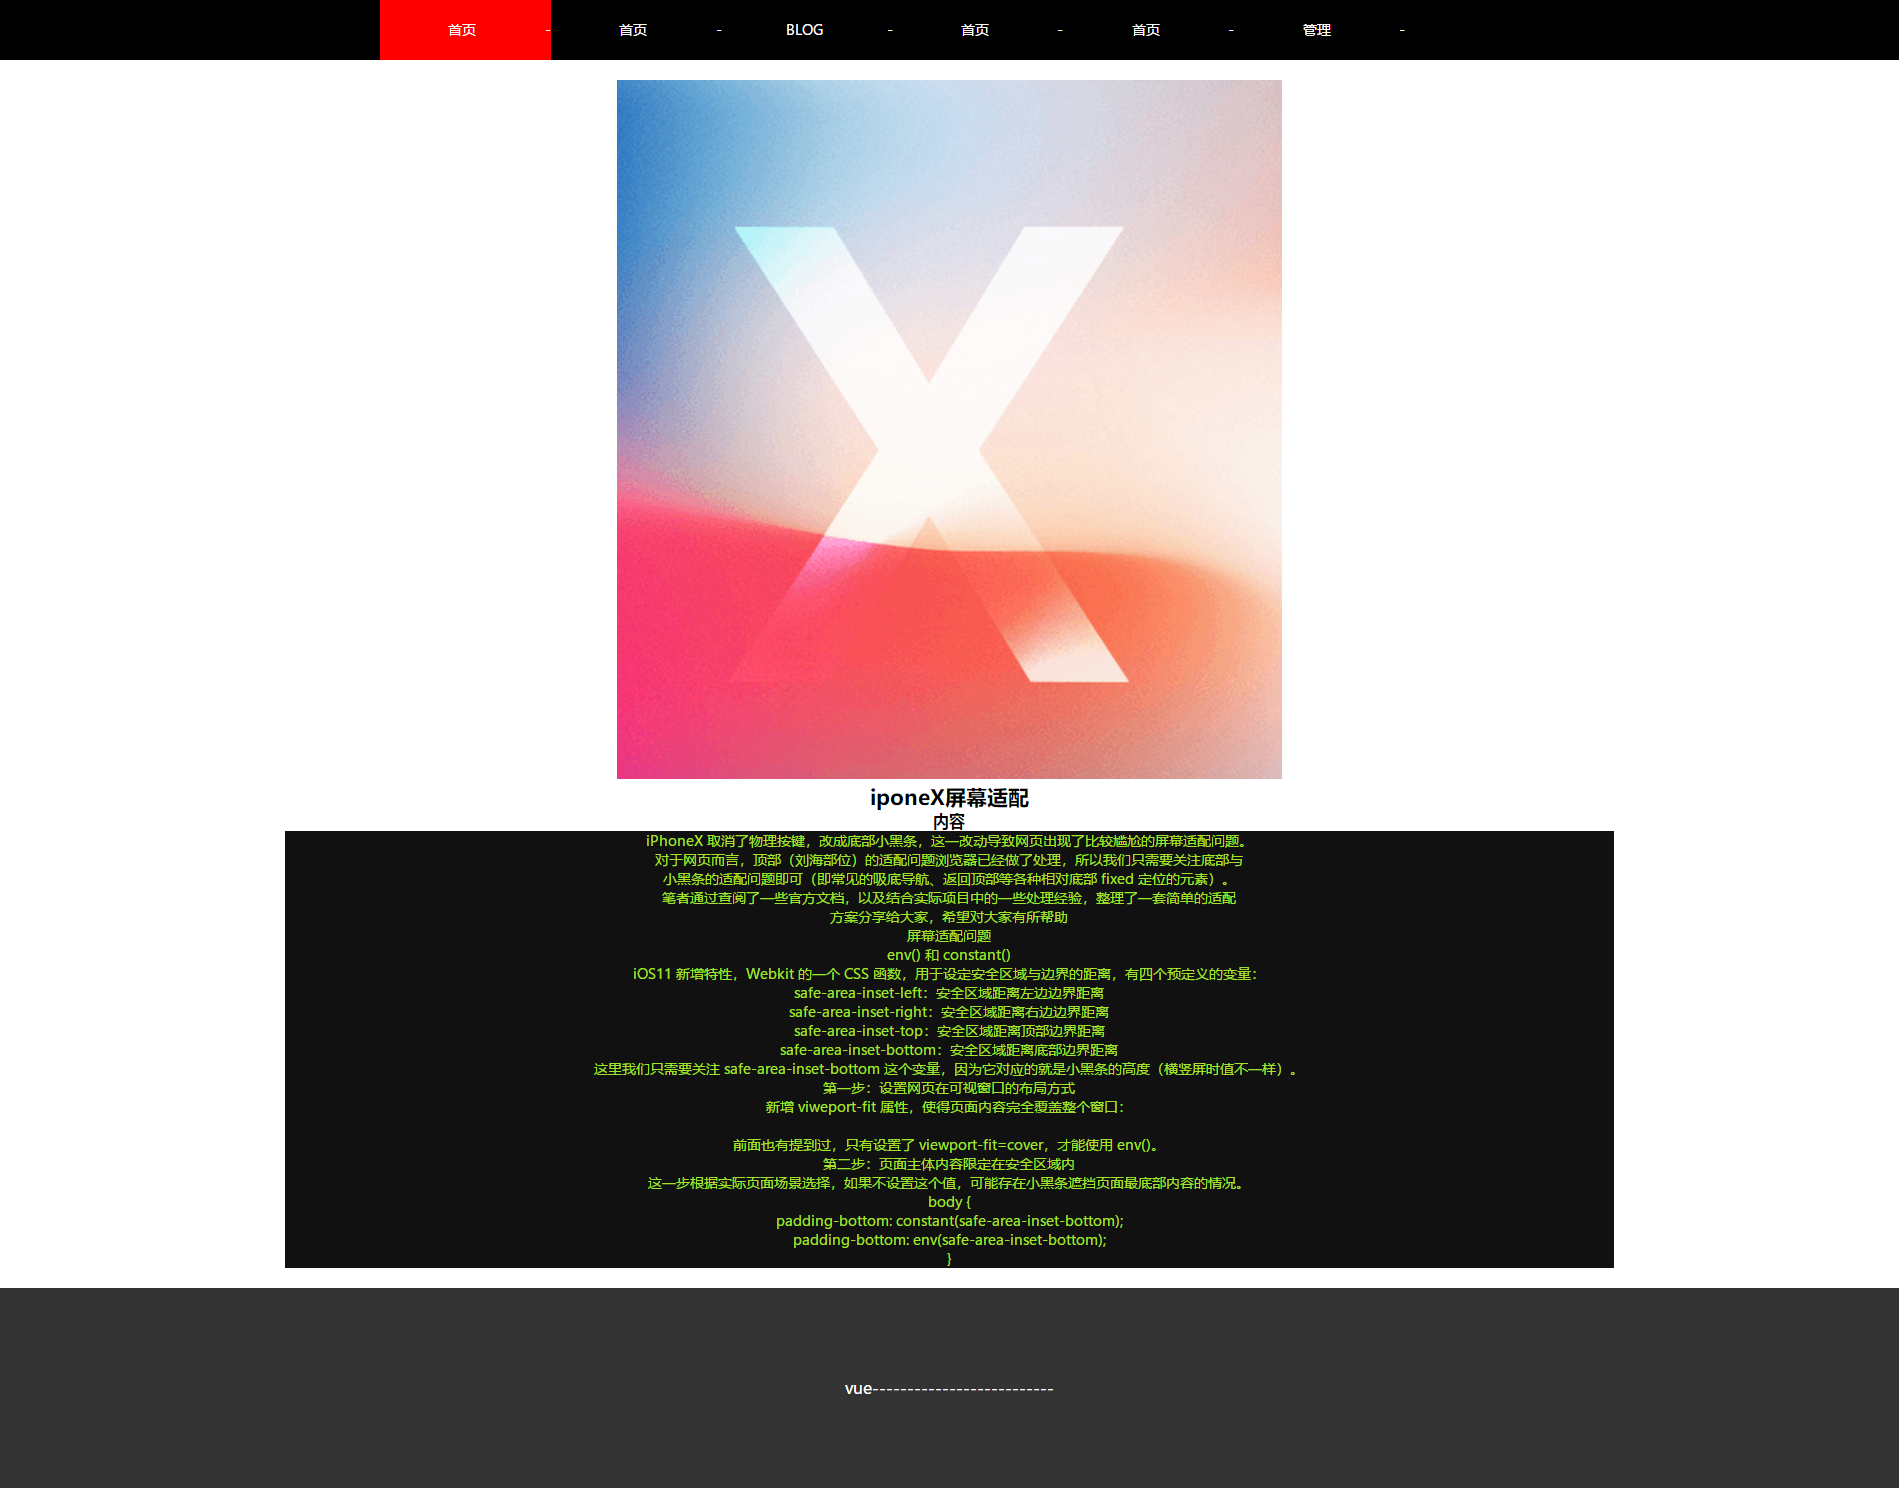 首页 - 首页 - BLOG - 首页 - 首页 - 管理 -
X
iponeX屏幕适配
内容
iPhoneX 取消了物理按键，改成底部小黑条，这一改动导致网页出现了比较尴尬的屏幕适配问题。
对于网页而言，顶部（刘海部位）的适配问题浏览器已经做了处理，所以我们只需要关注底部与
小黑条的适配问题即可（即常见的吸底导航、返回顶部等各种相对底部 fixed 定位的元素）。
笔者通过查阅了一些官方文档，以及结合实际项目中的一些处理经验，整理了一套简单的适配
方案分享给大家，希望对大家有所帮助
屏幕适配问题
env() 和 constant()
iOS11 新增特性，Webkit 的一个 CSS 函数，用于设定安全区域与边界的距离，有四个预定义的变量：
safe-area-inset-left：安全区域距离左边边界距离
safe-area-inset-right：安全区域距离右边边界距离
safe-area-inset-top：安全区域距离顶部边界距离
safe-area-inset-bottom：安全区域距离底部边界距离
这里我们只需要关注 safe-area-inset-bottom 这个变量，因为它对应的就是小黑条的高度（横竖屏时值不一样）。
第一步：设置网页在可视窗口的布局方式
新增 viweport-fit 属性，使得页面内容完全覆盖整个窗口：
前面也有提到过，只有设置了 viewport-fit=cover，才能使用 env()。
第二步：页面主体内容限定在安全区域内
这一步根据实际页面场景选择，如果不设置这个值，可能存在小黑条遮挡页面最底部内容的情况。
body {
padding-bottom: constant(safe-area-inset-bottom);
padding-bottom: env(safe-area-inset-bottom);
}
vue--------------------------